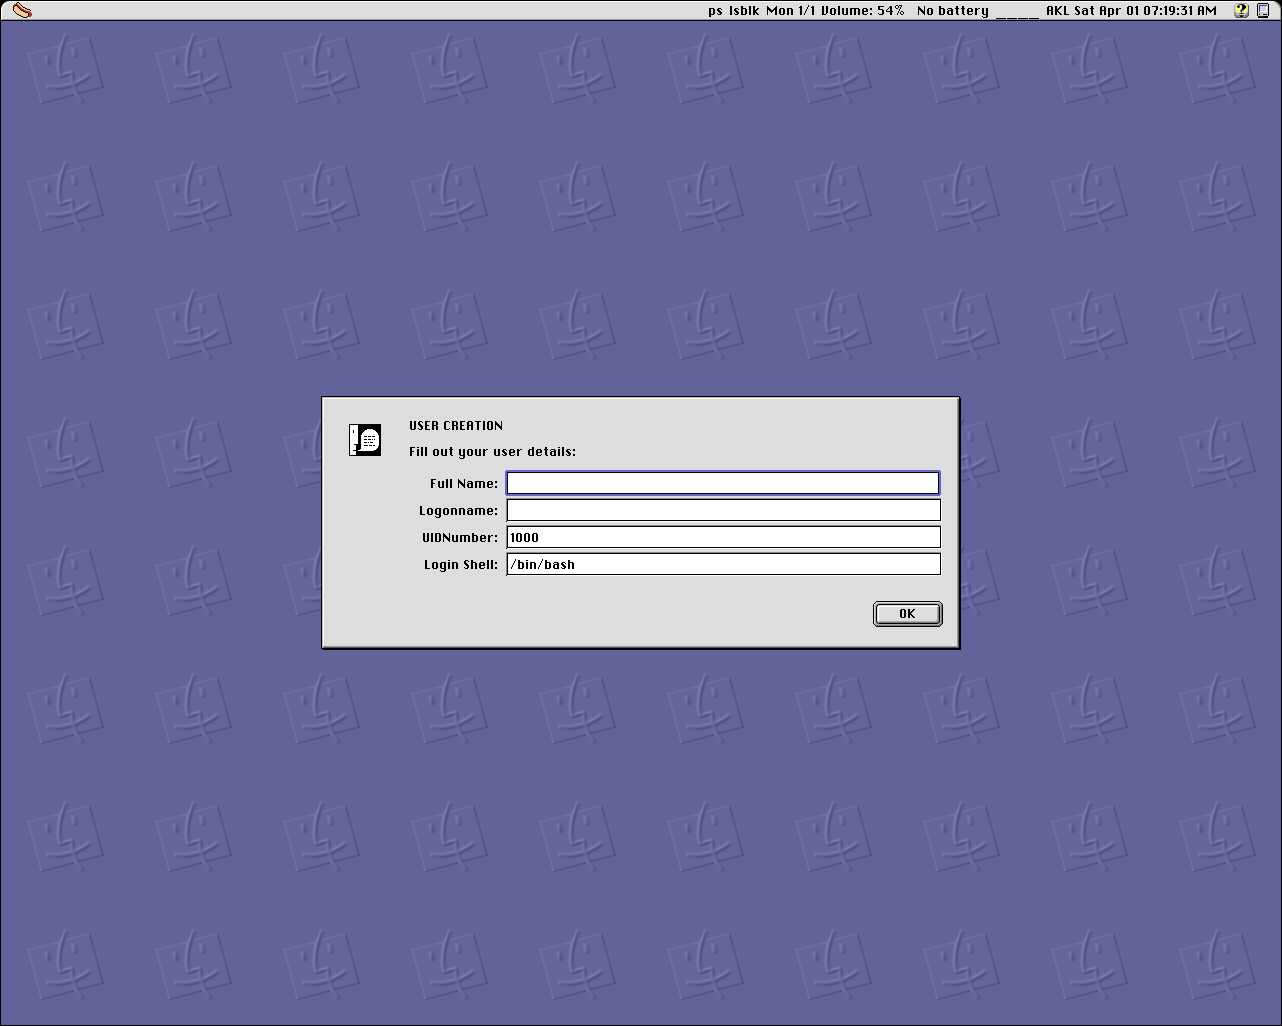 ps lsblk Mon 1/1 Volume: 54% No battery ____ AKL Sat Apr 01 07:19:31 AM
USER CREATION
Fill out your user details:
Full Name:
Logonname:
UIDNumber: 1000
Login Shell: /bin/bash
OK